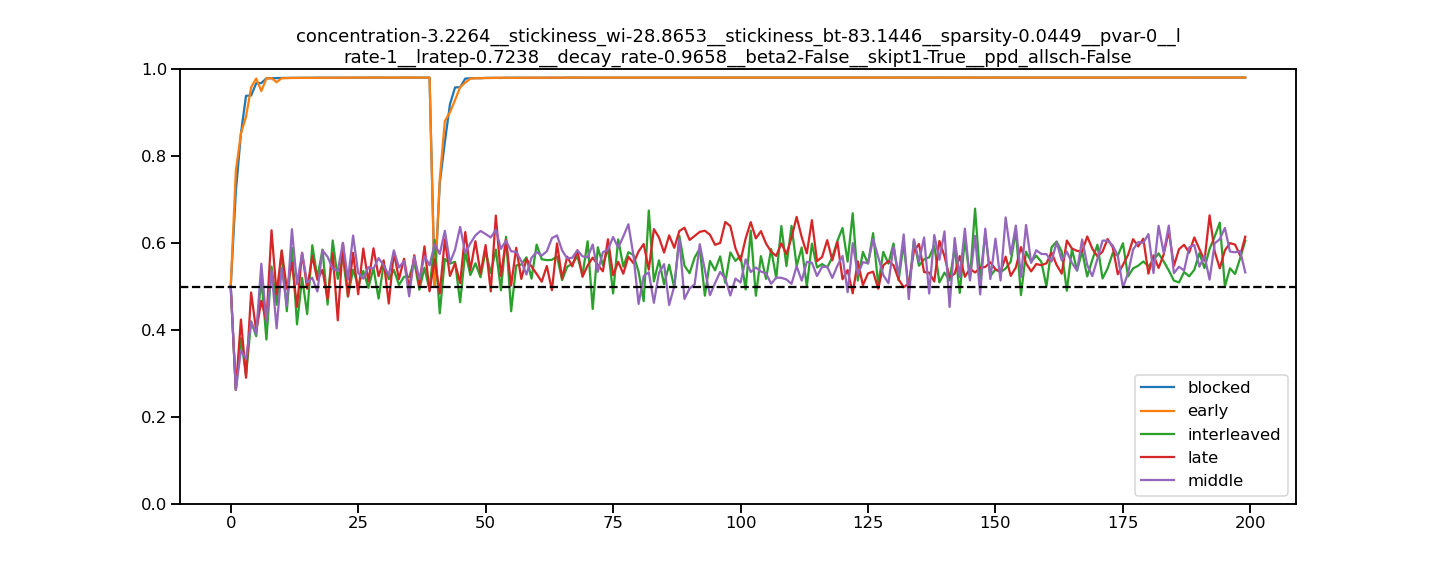 concentration-3.2264__stickiness_wi-28.8653__stickiness_bt-83.1446__sparsity-0.0449__pvar-0__l
rate-1__lratep-0.7238__decay_rate-0.9658__beta2-False__skipt1-True__ppd_allsch-False
1.0
0.8
0.6
0.4
0.2
0.0
blocked
early
interleaved
late
middle
0 25 50 75 100 125 150 175 200